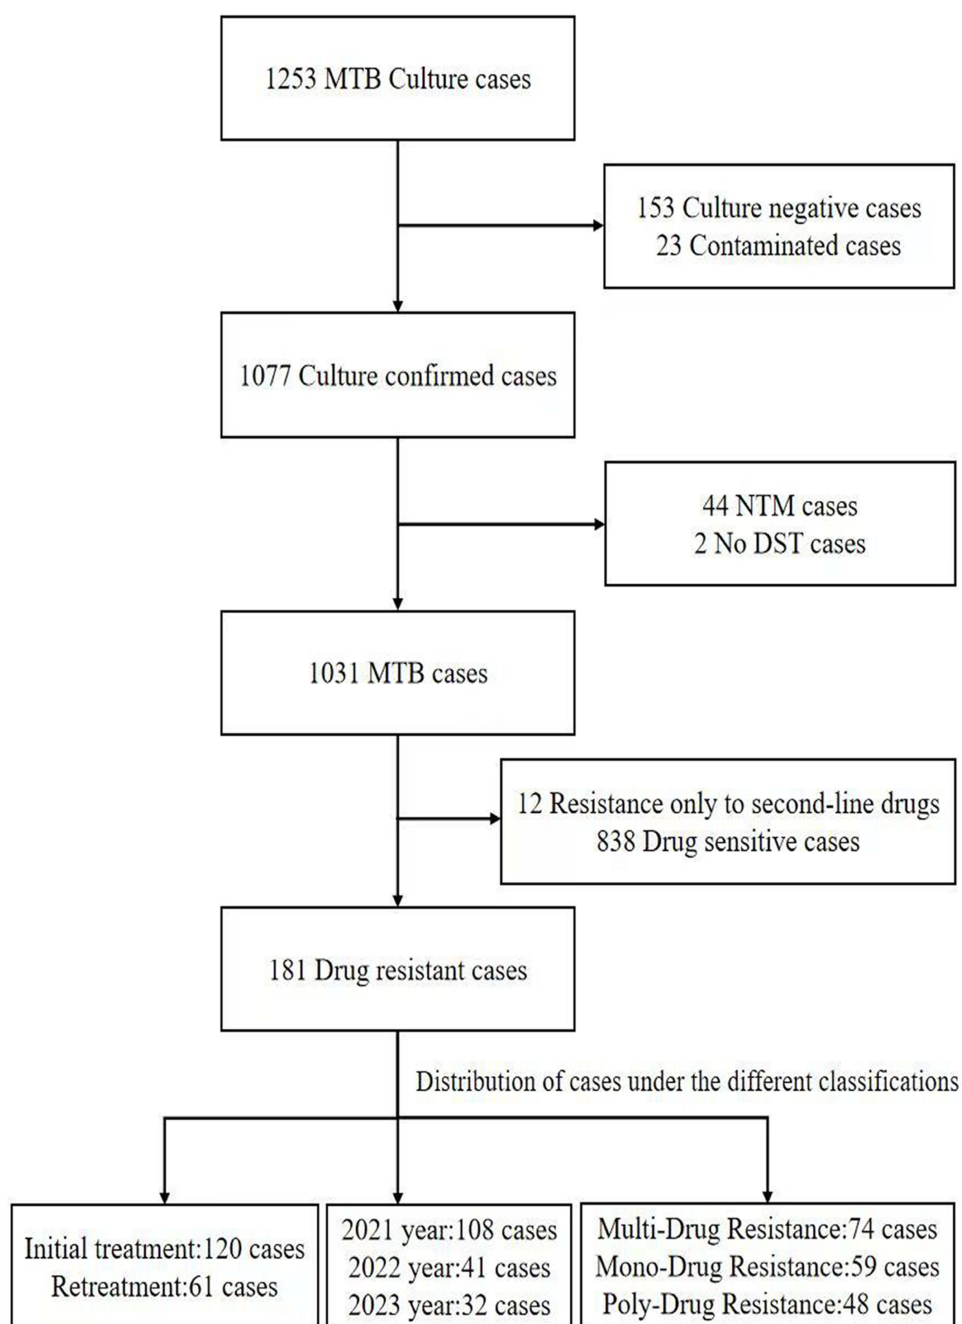 1253 MTB Culture cases
153 Culture negative cases
23 Contaminated cases
1077 Culture confirmed cases
44 NTM cases
2 No DST cases
1031 MTB cases
12 Resistance only to second-line drugs
838 Drug sensitive cases
181 Drug resistant cases
Distribution of cases under the different classifications
Initial treatment:120 cases
Retreatment:61 cases
2021 year:108 cases
2022 year:41 cases
2023 year:32 cases
Multi-Drug Resistance:74 cases
Mono-Drug Resistance:59 cases
Poly-Drug Resistance:48 cases